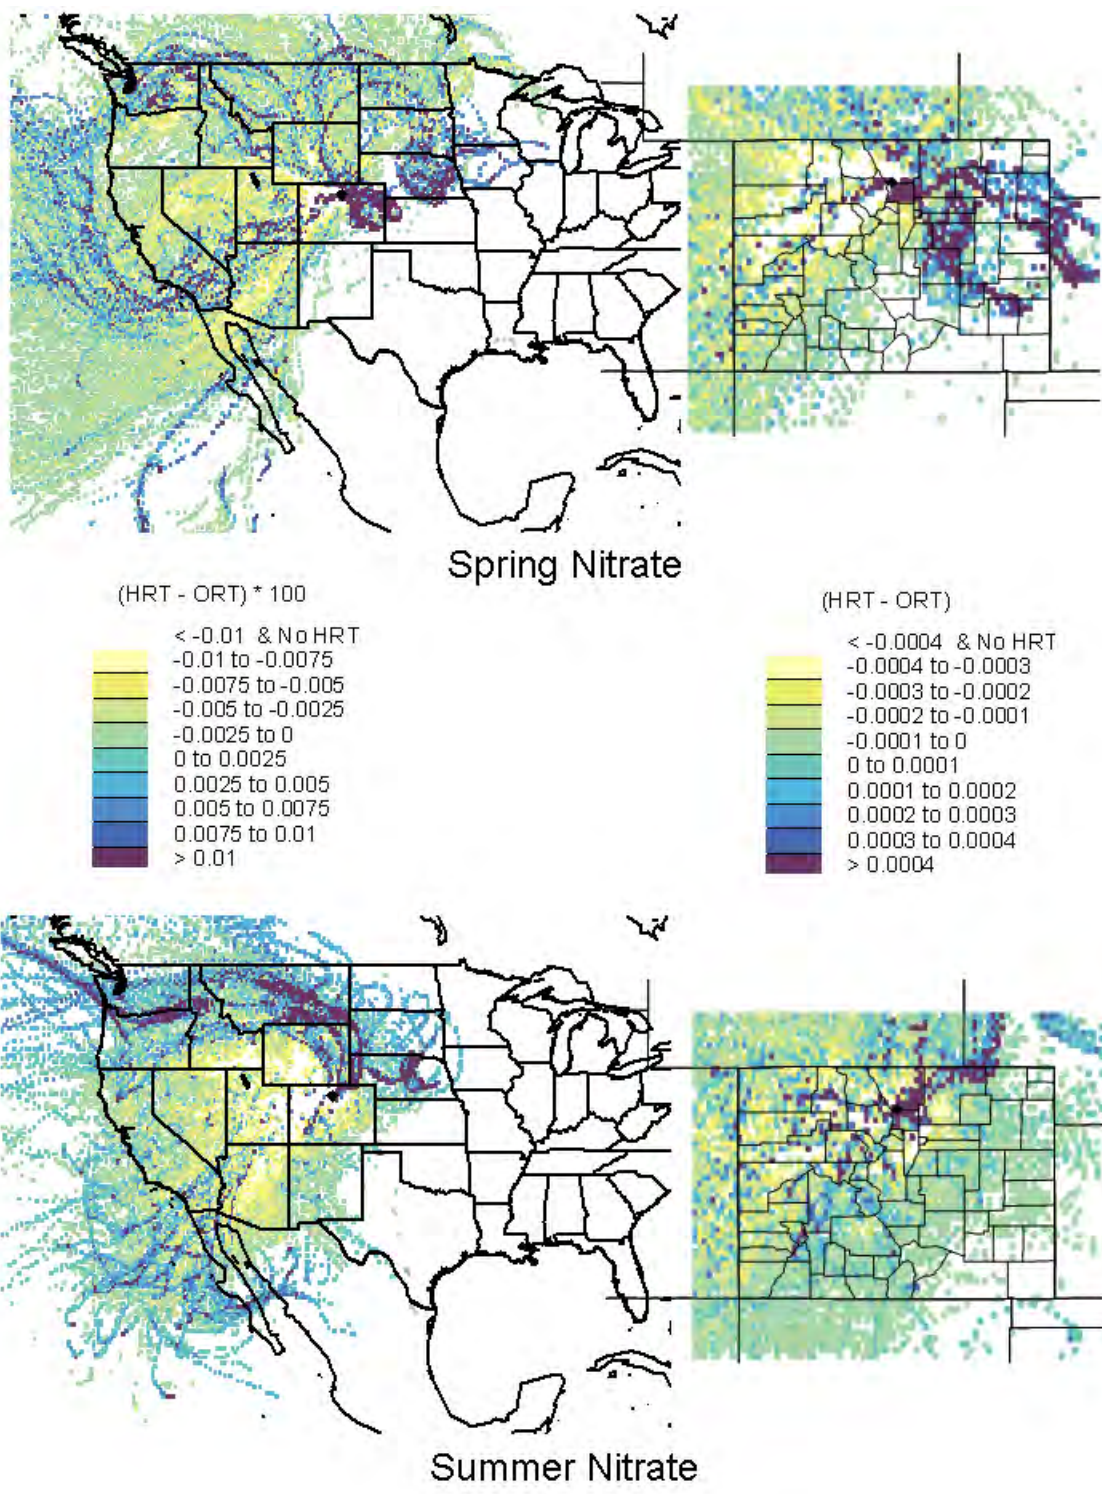 Spring Nitrate
(HRT - ORT) * 100
< -0.01 & No HRT
-0.01 to -0.0075
-0.0075 to -0.005
-0.005 to -0.0025
-0.0025 to 0
0 to 0.0025
0.0025 to 0.005
0.005 to 0.0075
0.0075 to 0.01
> 0.01
(HRT - ORT)
< -0.0004 & No HRT
-0.0004 to -0.0003
-0.0003 to -0.0002
-0.0002 to -0.0001
-0.0001 to 0
0 to 0.0001
0.0001 to 0.0002
0.0002 to 0.0003
0.0003 to 0.0004
> 0.0004
Summer Nitrate